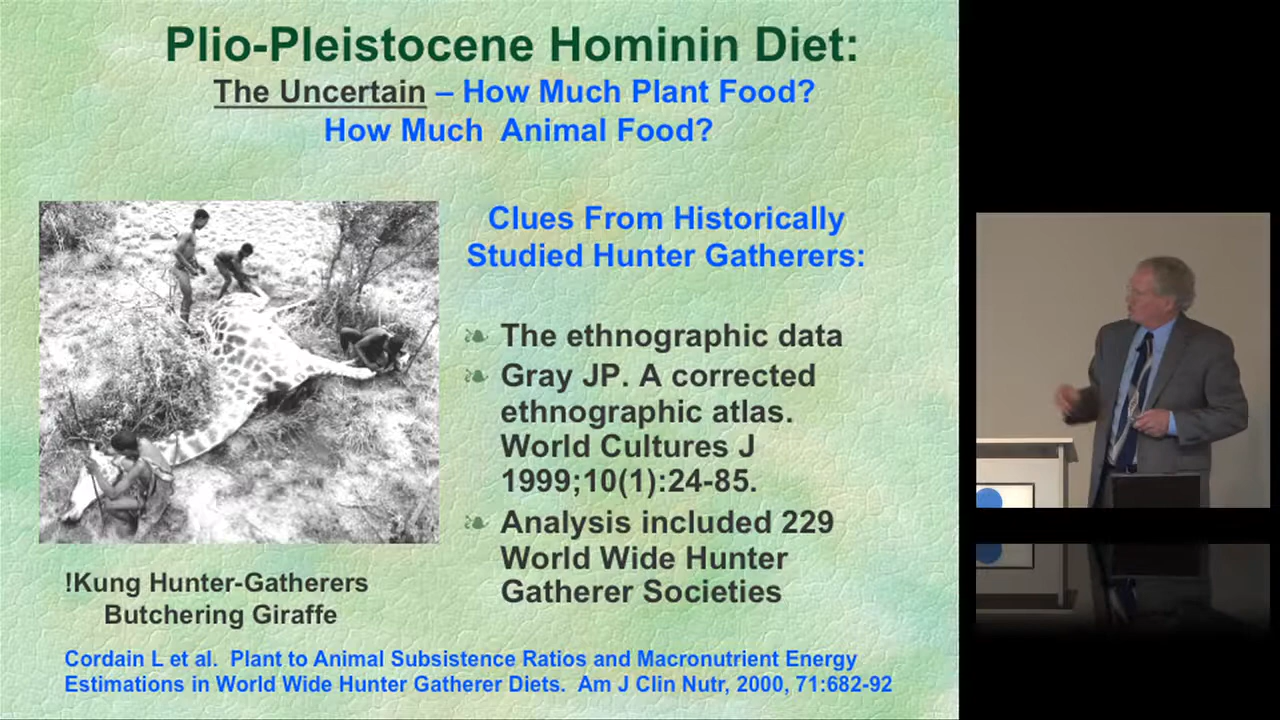 Plio-Pleistocene Hominin Diet:
The Uncertain – How Much Plant Food?
How Much Animal Food?
Clues From Historically
Studied Hunter Gatherers:
The ethnographic data
Gray JP. A corrected
ethnographic atlas.
World Cultures J
1999;10(1):24-85.
Analysis included 229
World Wide Hunter
Gatherer Societies
!Kung Hunter-Gatherers
Butchering Giraffe
Cordain L et al. Plant to Animal Subsistence Ratios and Macronutrient Energy
Estimations in World Wide Hunter Gatherer Diets. Am J Clin Nutr, 2000, 71:682-92